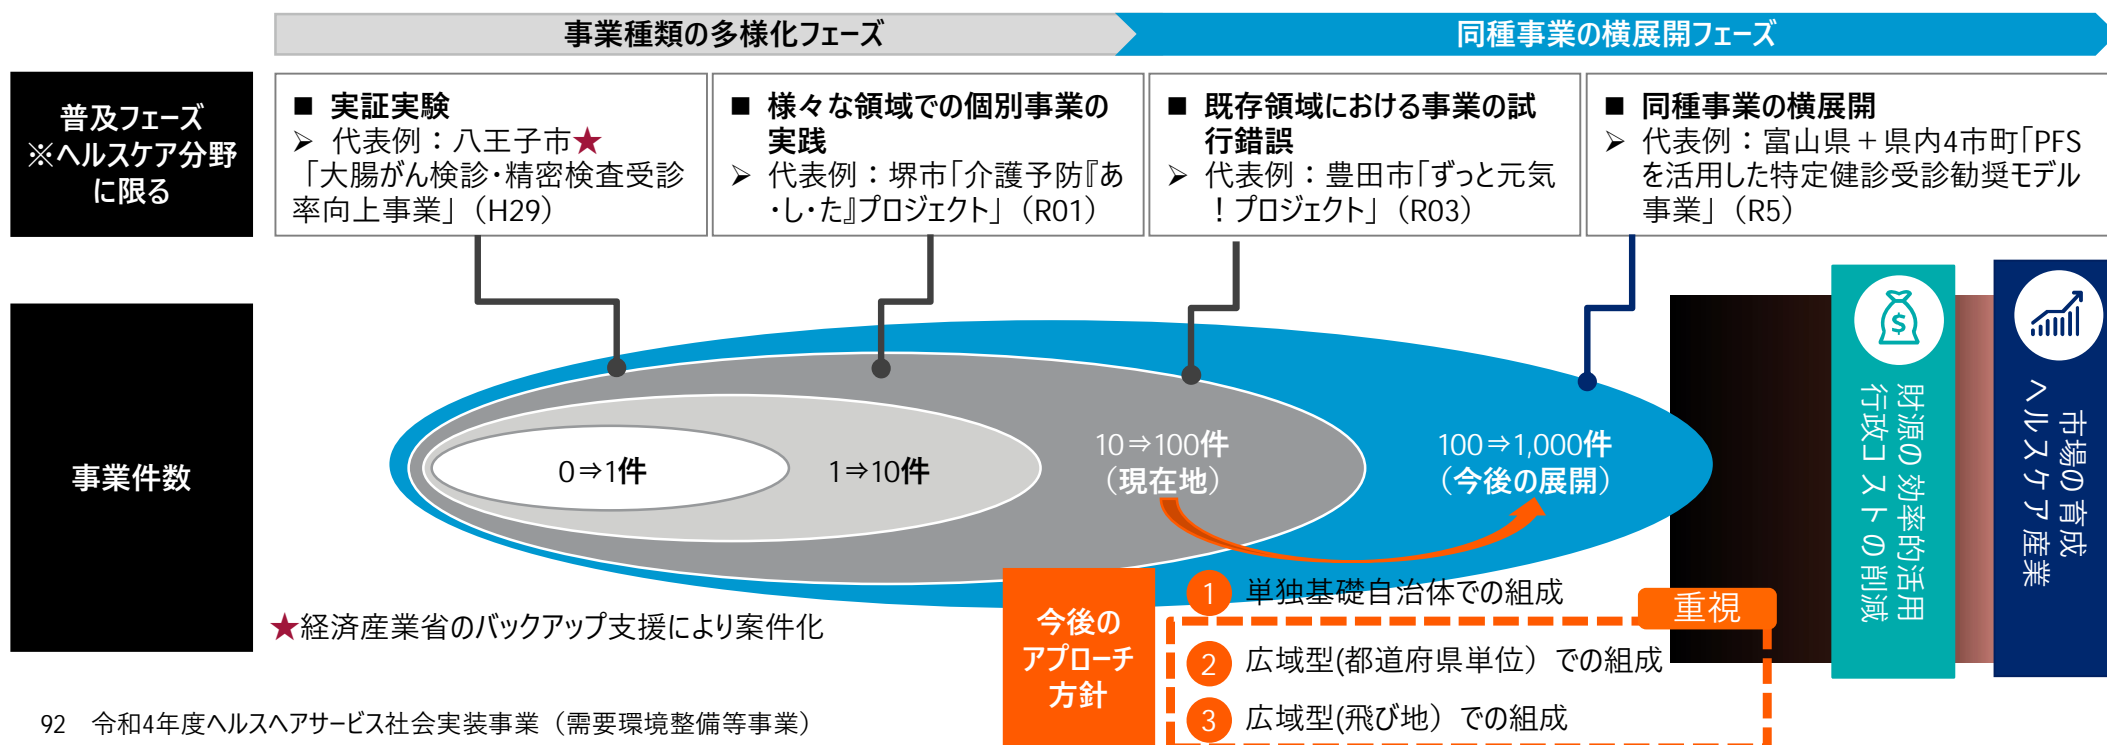 事業種類の多様化フェーズ
同種事業の横展開フェーズ
普及フェーズ
※ヘルスケア分野
に限る
■ 実証実験
➢ 代表例：八王子市★
「大腸がん検診・精密検査受診
率向上事業」（H29）
■ 様々な領域での個別事業の
実践
➢ 代表例：堺市「介護予防『あ
・し・た』プロジェクト」（R01）
■ 既存領域における事業の試
行錯誤
➢ 代表例：豊田市「ずっと元気
！プロジェクト」（R03）
■ 同種事業の横展開
➢ 代表例：富山県＋県内4市町「PFS
を活用した特定健診受診勧奨モデル
事業」（R5）
事業件数
0⇒1件
1⇒10件
10⇒100件
（現在地）
100⇒1,000件
（今後の展開）
財源の効率的活用
行政コストの削減
市場の育成
ヘルスケア産業
★経済産業省のバックアップ支援により案件化
今後の
アプローチ
方針
1 単独基礎自治体での組成
重視
2 広域型(都道府県単位）での組成
3 広域型(飛び地）での組成
92 令和4年度ヘルスヘアサービス社会実装事業（需要環境整備等事業）